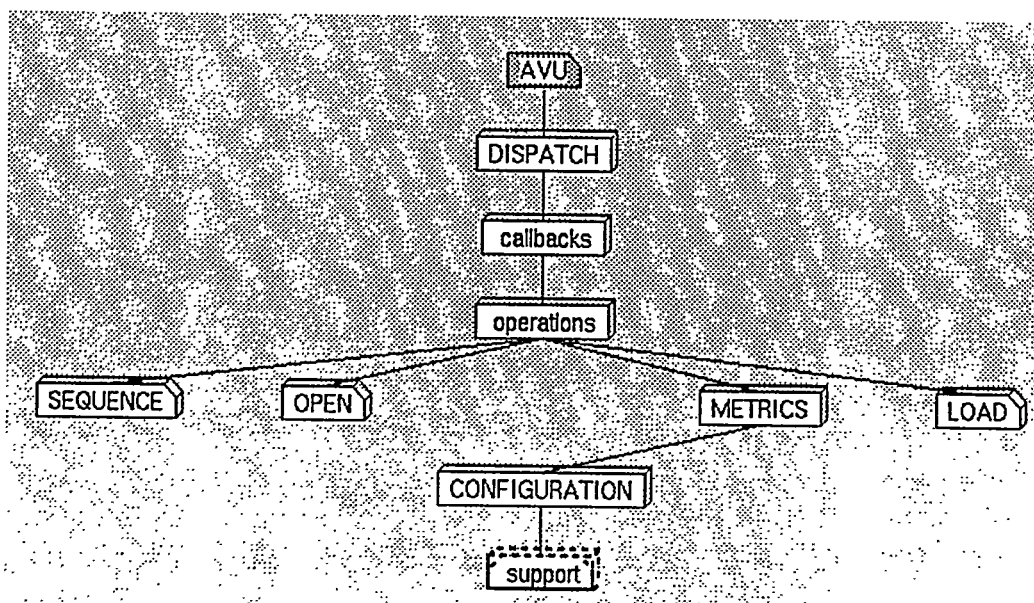 AVU
DISPATCH
callbacks
operations
SEQUENCE
OPEN
METRICS
LOAD
CONFIGURATION
support